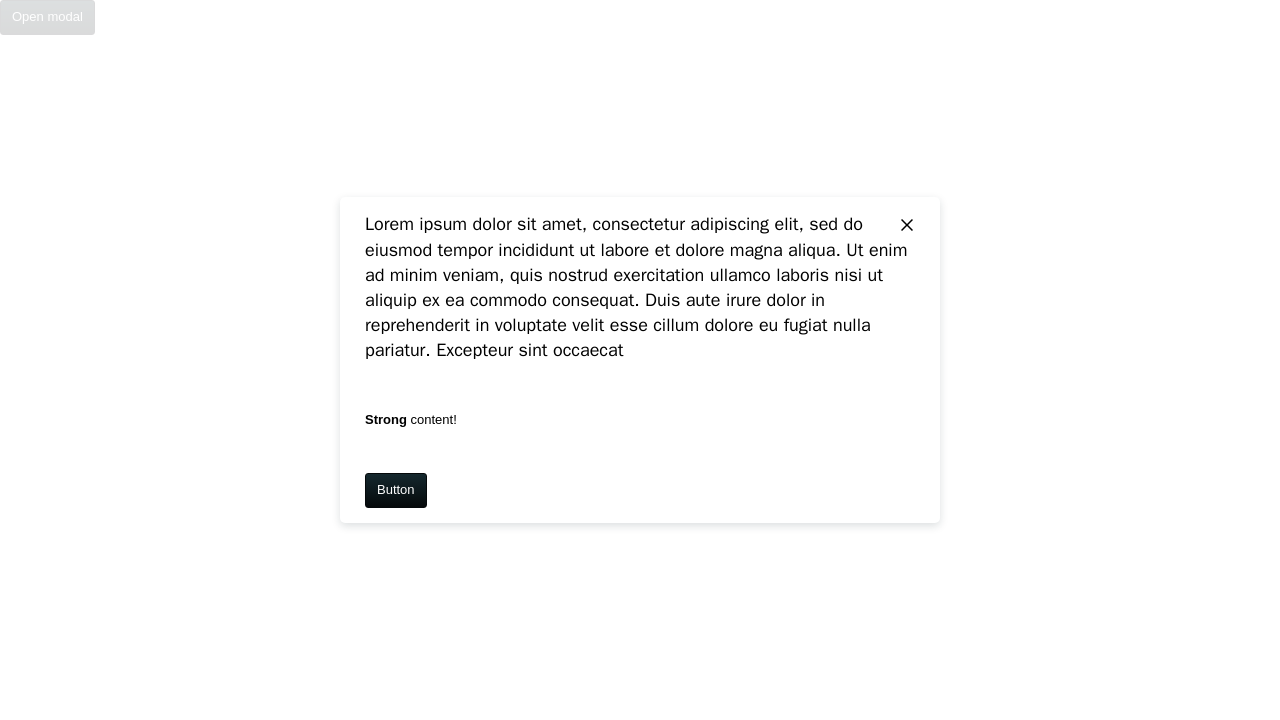 Open modal
Lorem ipsum dolor sit amet, consectetur adipiscing elit, sed do
eiusmod tempor incididunt ut labore et dolore magna aliqua. Ut enim
ad minim veniam, quis nostrud exercitation ullamco laboris nisi ut
aliquip ex ea commodo consequat. Duis aute irure dolor in
reprehenderit in voluptate velit esse cillum dolore eu fugiat nulla
pariatur. Excepteur sint occaecat
Strong content!
Button